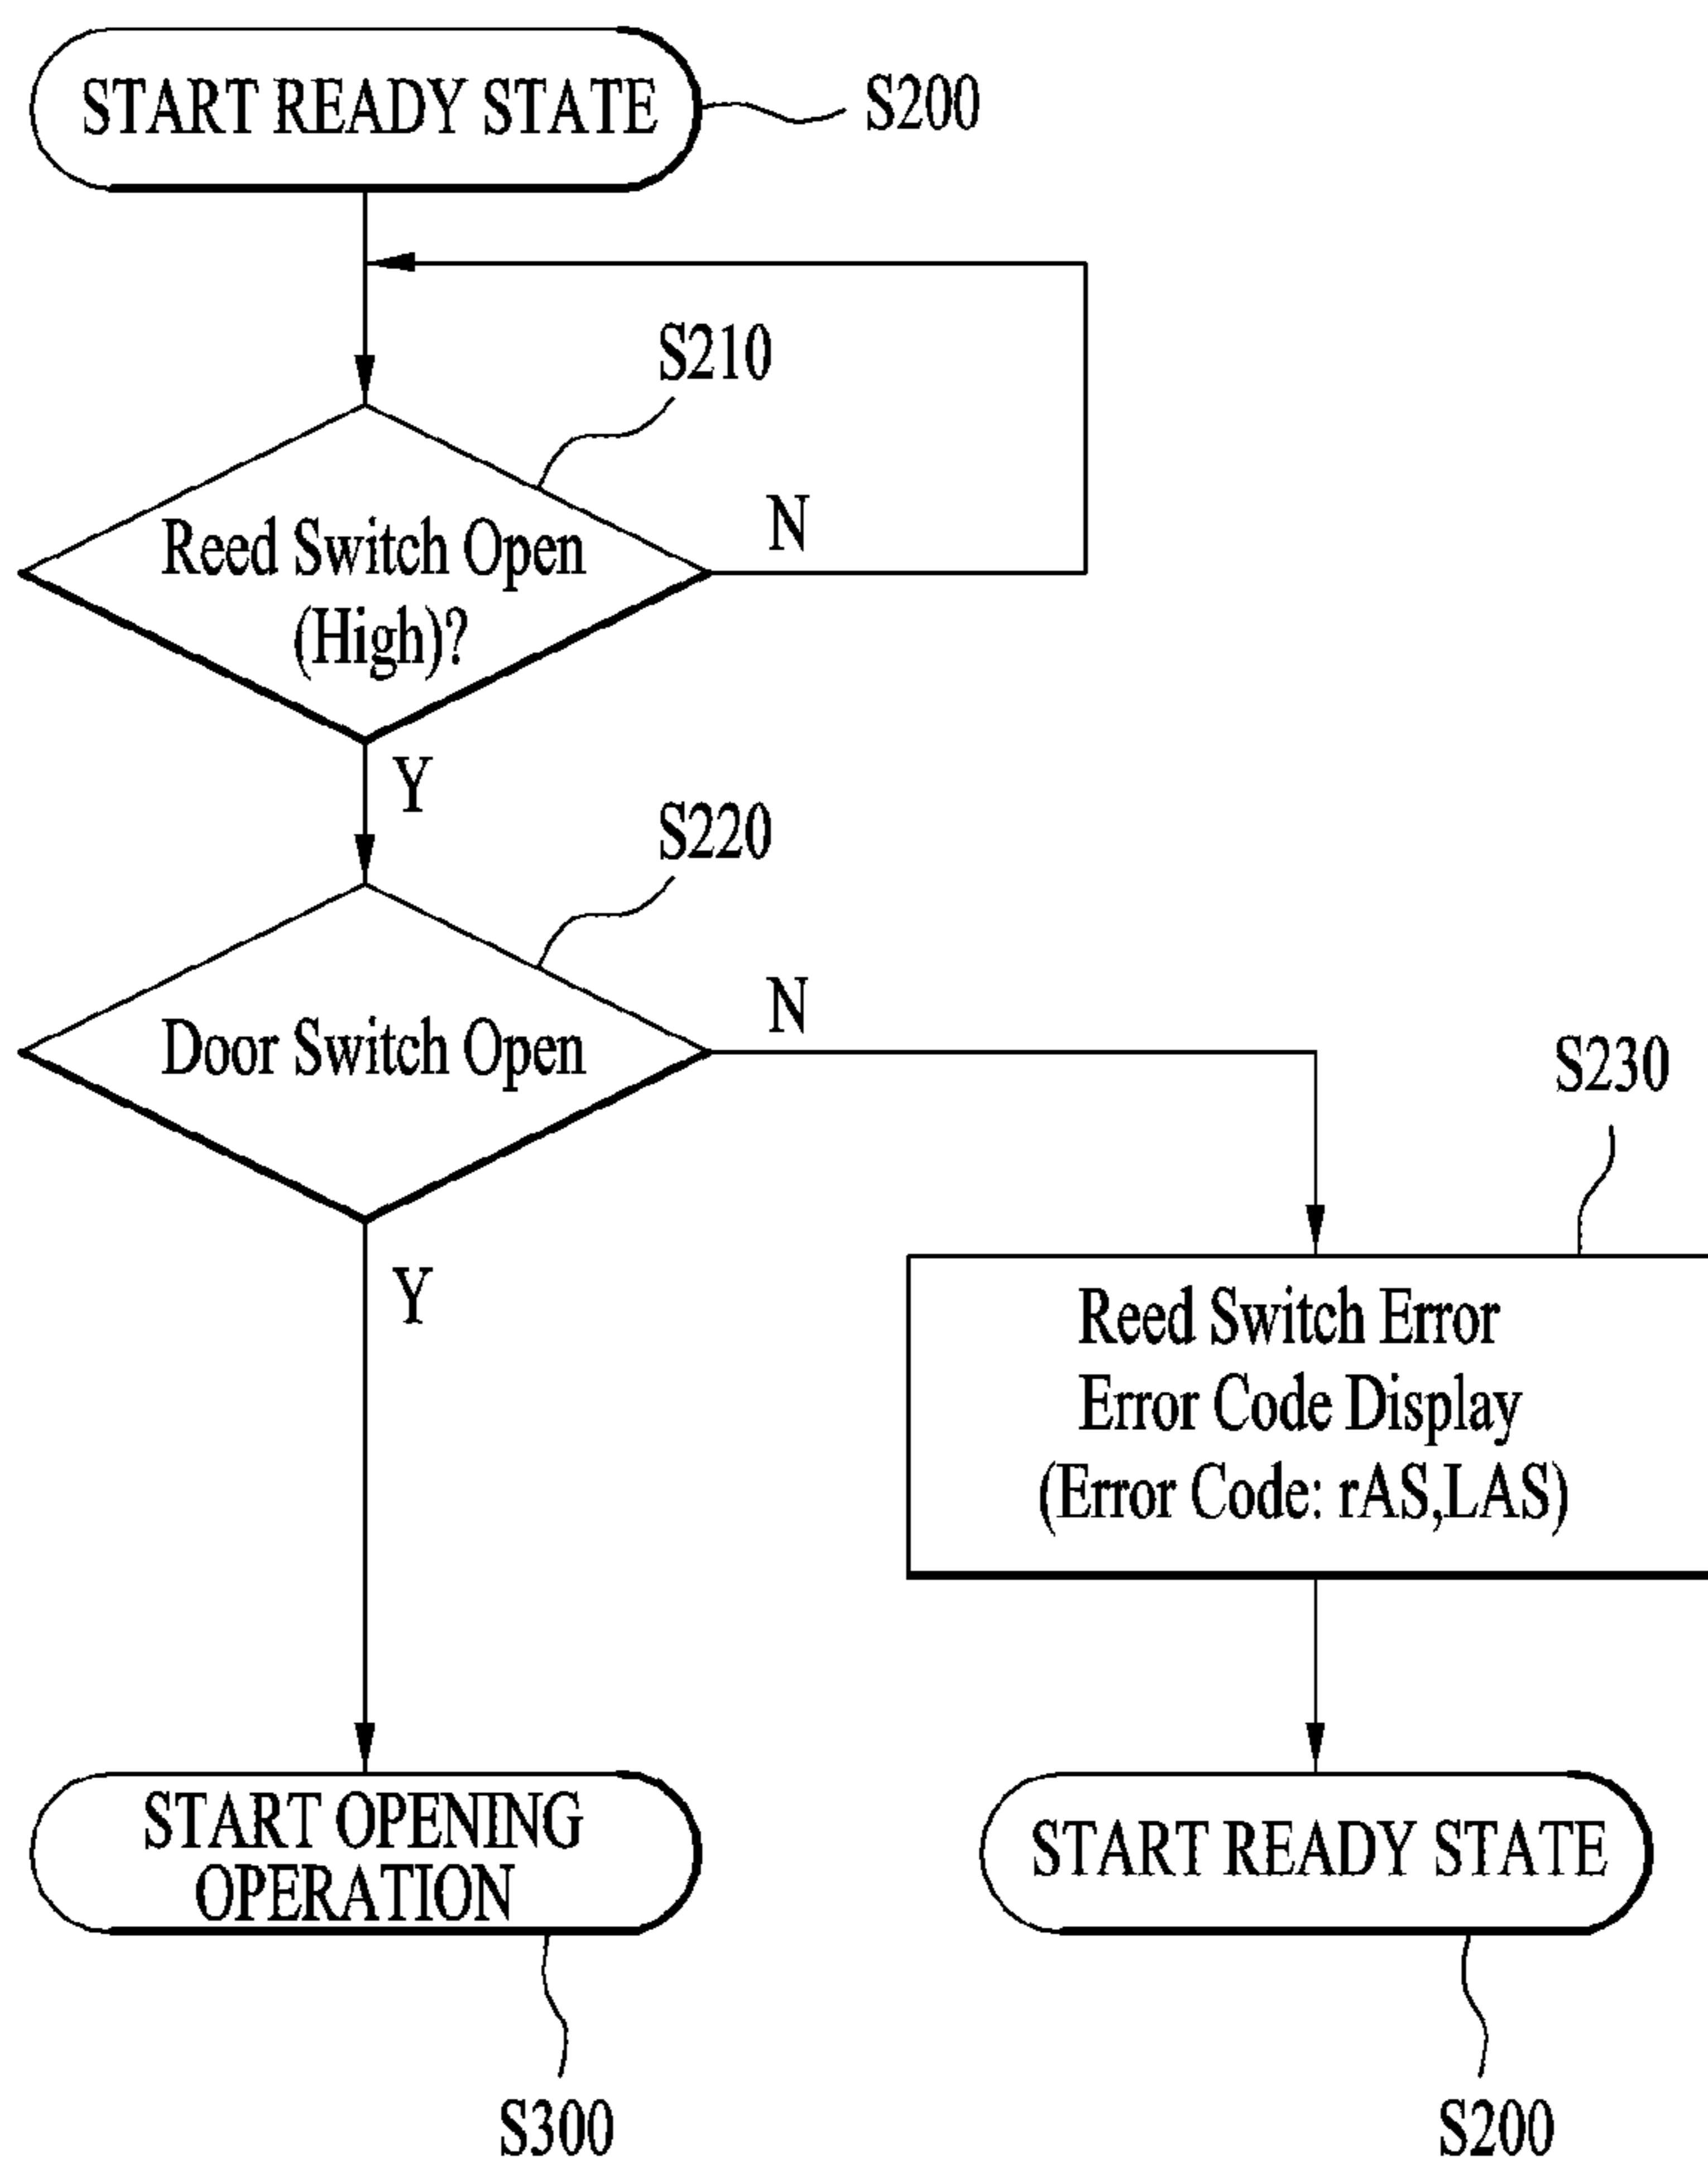 START READY STATE
S200
S210
Reed Switch Open
(High)?
N
Y
S220
Door Switch Open
N
Y
S230
Reed Switch Error
Error Code Display
(Error Code: rAS,LAS)
START OPENING
OPERATION
START READY STATE
S300
S200